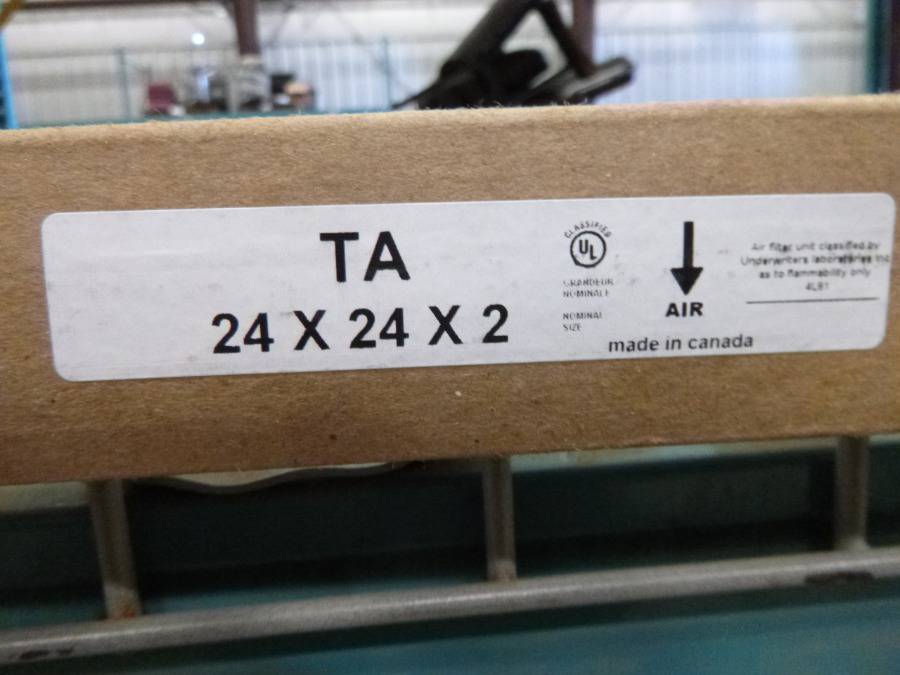 TA
24 X 24 X 2
CLASSIFIED
UL
GRANDEUR
NOMINALE
NOMINAL
SIZE
AIR
made in canada
Air filter unit classified by
Underwriters laboratories Inc
as to flammability only
4L81